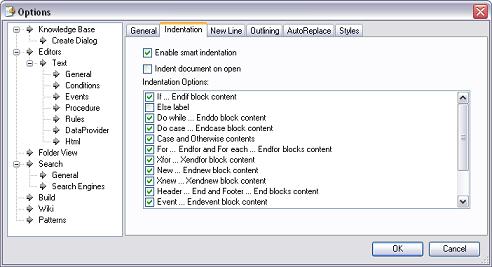 Options
Knowledge Base
Create Dialog
Editors
Text
General
Conditions
Events
Procedure
Rules
DataProvider
Html
Folder View
Search
General
Search Engines
Build
Wiki
Patterns
General Indentation New Line Outlining AutoReplace Styles
Enable smart indentation
Indent document on open
Indentation Options:
If ... Endif block content
Else label
Do while ... Enddo block content
Do case ... Endcase block content
Case and Otherwise contents
For ... Endfor and For each ... Endfor blocks content
Xfor ... Xendfor block content
New ... Endnew block content
Xnew ... Xendnew block content
Header ... End and Footer ... End blocks content
Event ... Endevent block content
OK Cancel